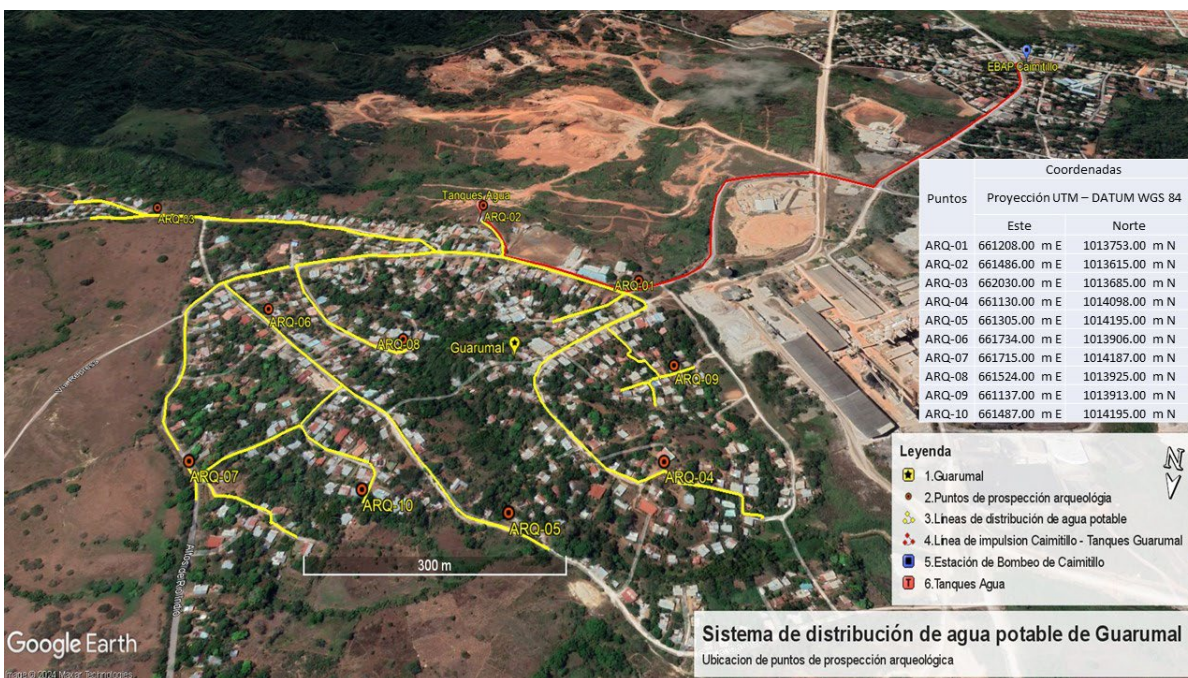 EBAP Caimitillo
Tanques Agua
ARQ-02
ARQ-03
ARQ-01
ARQ-06
ARQ-08
Guarumal
ARQ-09
ARQ-07
ARQ-10
ARQ-04
ARQ-05
300 m
Coordenadas
Puntos Proyección UTM – DATUM WGS 84
Este Norte
ARQ-01 661208.00 m E 1013753.00 m N
ARQ-02 661486.00 m E 1013615.00 m N
ARQ-03 662030.00 m E 1013685.00 m N
ARQ-04 661130.00 m E 1014098.00 m N
ARQ-05 661305.00 m E 1014195.00 m N
ARQ-06 661734.00 m E 1013906.00 m N
ARQ-07 661715.00 m E 1014187.00 m N
ARQ-08 661524.00 m E 1013925.00 m N
ARQ-09 661137.00 m E 1013913.00 m N
ARQ-10 661487.00 m E 1014195.00 m N
Leyenda
N
1.Guarumal
2.Puntos de prospección arqueológia
3.Líneas de distribución de agua potable
4.Línea de impulsion Caimitillo - Tanques Guarumal
5.Estación de Bombeo de Caimitillo
T 6.Tanques Agua
Google Earth
Image © 2024 Maxar Technologies
Sistema de distribución de agua potable de Guarumal
Ubicacion de puntos de prospección arqueológica